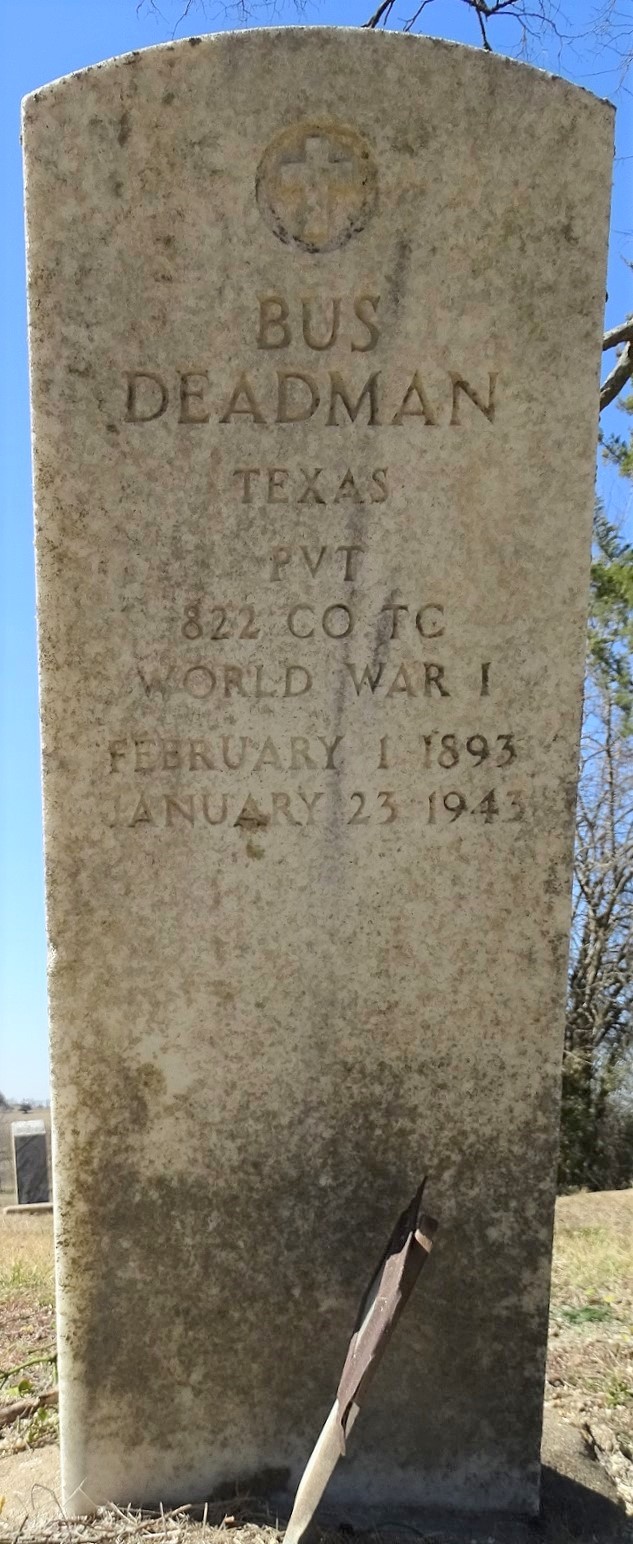 BUS
DEADMAN
TEXAS
PVT
822 CO TC
WORLD WAR I
FEBRUARY 1 1893
JANUARY 23 1943